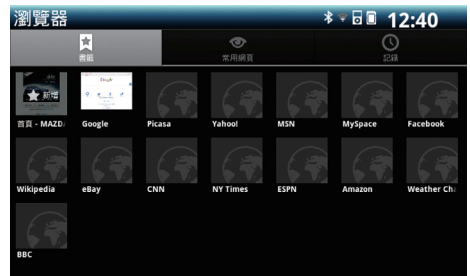 瀏覽器 12:40
書籤 常用網頁 記錄
新增
首頁 - MAZD
Google Picasa Yahoo! MSN MySpace Facebook
Wikipedia eBay CNN NY Times ESPN Amazon Weather Ch
BBC